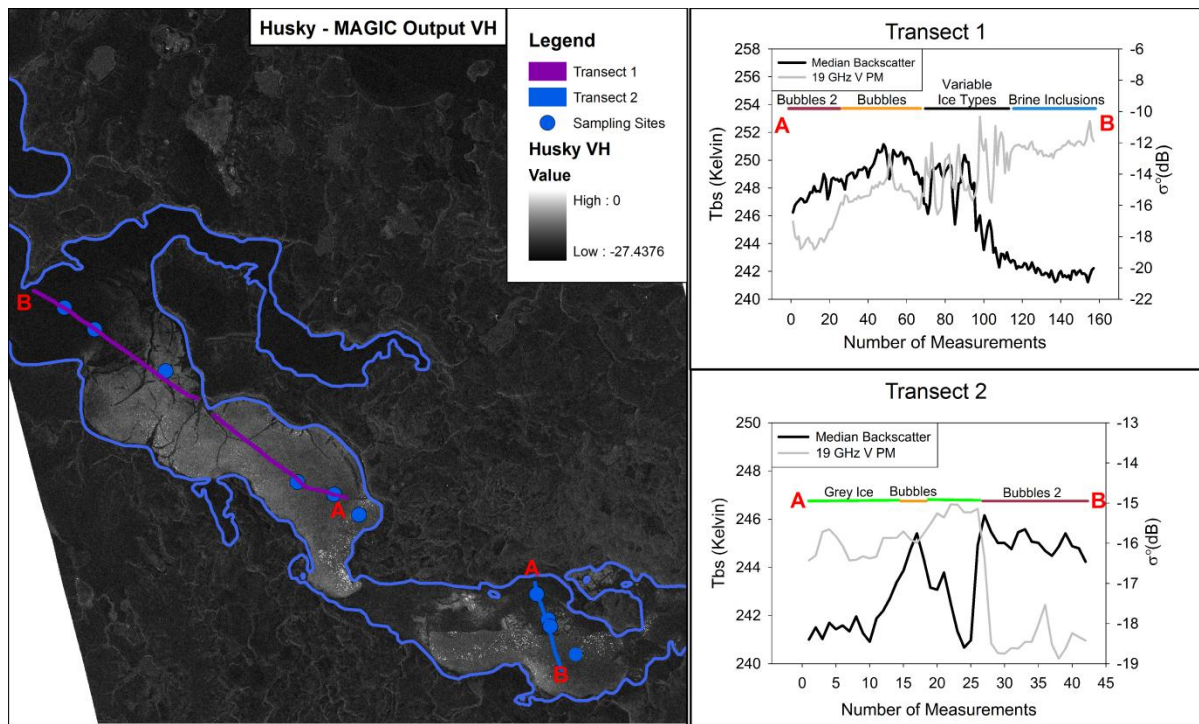 Husky - MAGIC Output VH
Legend
Transect 1
Transect 2
Sampling Sites
Husky VH
Value
High : 0
Low : -27.4376
B
A
A
B
Transect 1
Median Backscatter
19 GHz V PM
Bubbles 2
Bubbles
Variable
Ice Types
Brine Inclusions
A
B
Tbs (Kelvin)
258
256
254
252
250
248
246
244
242
240
-6
-8
-10
-12
-14
-16
-18
-20
-22
σ°(dB)
0 20 40 60 80 100 120 140 160
Number of Measurements
Transect 2
Median Backscatter
19 GHz V PM
A
Grey Ice
Bubbles
Bubbles 2
B
Tbs (Kelvin)
250
248
246
244
242
240
-13
-14
-15
-16
-17
-18
-19
σ°(dB)
0 5 10 15 20 25 30 35 40 45
Number of Measurements